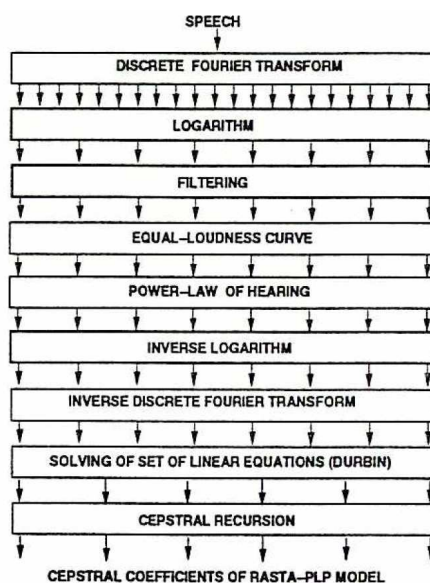 SPEECH
DISCRETE FOURIER TRANSFORM
LOGARITHM
FILTERING
EQUAL–LOUDNESS CURVE
POWER–LAW OF HEARING
INVERSE LOGARITHM
INVERSE DISCRETE FOURIER TRANSFORM
SOLVING OF SET OF LINEAR EQUATIONS (DURBIN)
CEPSTRAL RECURSION
CEPSTRAL COEFFICIENTS OF RASTA–PLP MODEL